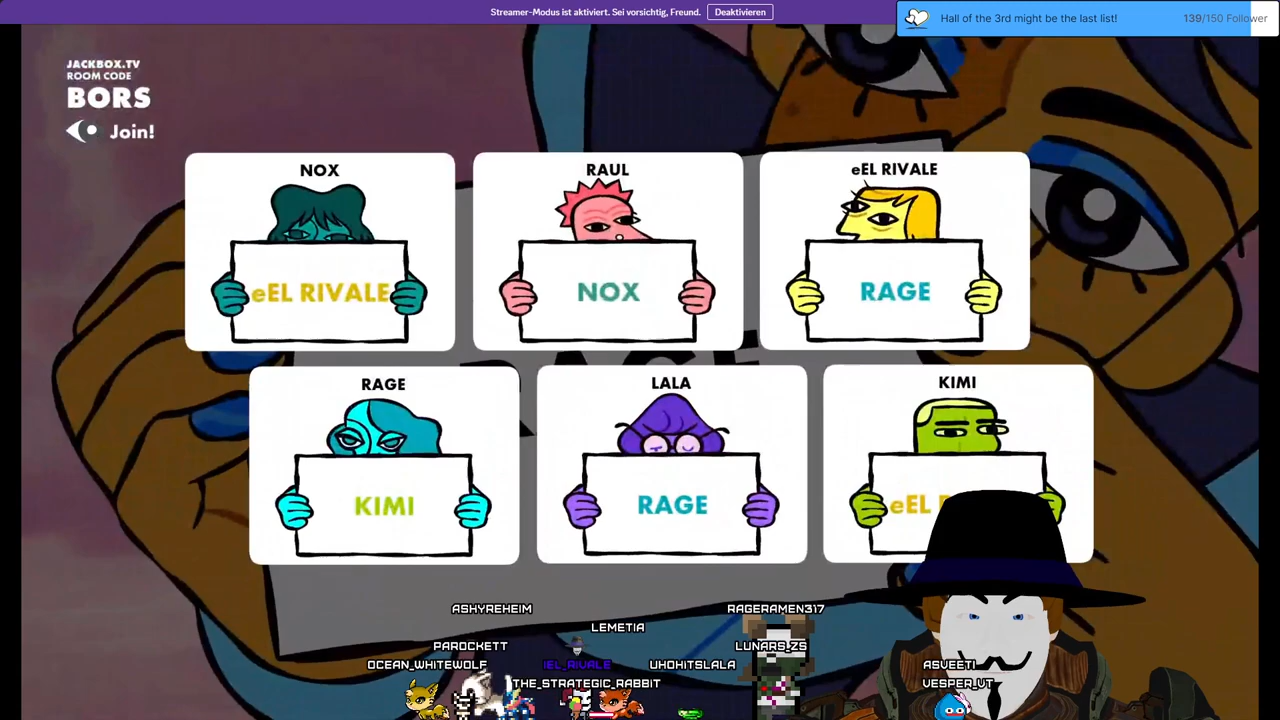 Streamer-Modus ist aktiviert. Sei vorsichtig, Freund. Deaktivieren
Hall of the 3rd might be the last list! 139/150 Follower
JACKBOX.TV
ROOM CODE
BORS
Join!
NOX
eEL RIVALE
RAUL
NOX
eEL RIVALE
RAGE
RAGE
KIMI
LALA
RAGE
KIMI
eEL
ASHYREHEIM
RAGERAMEN317
LEMETIA
PAROCKETT
LUNARS_ZS
OCEAN_WHITEWOLF
IEL_RIVALE
UHOHITSLALA
ASVEETI
THE_STRATEGIC_RABBIT
VESPER_VT